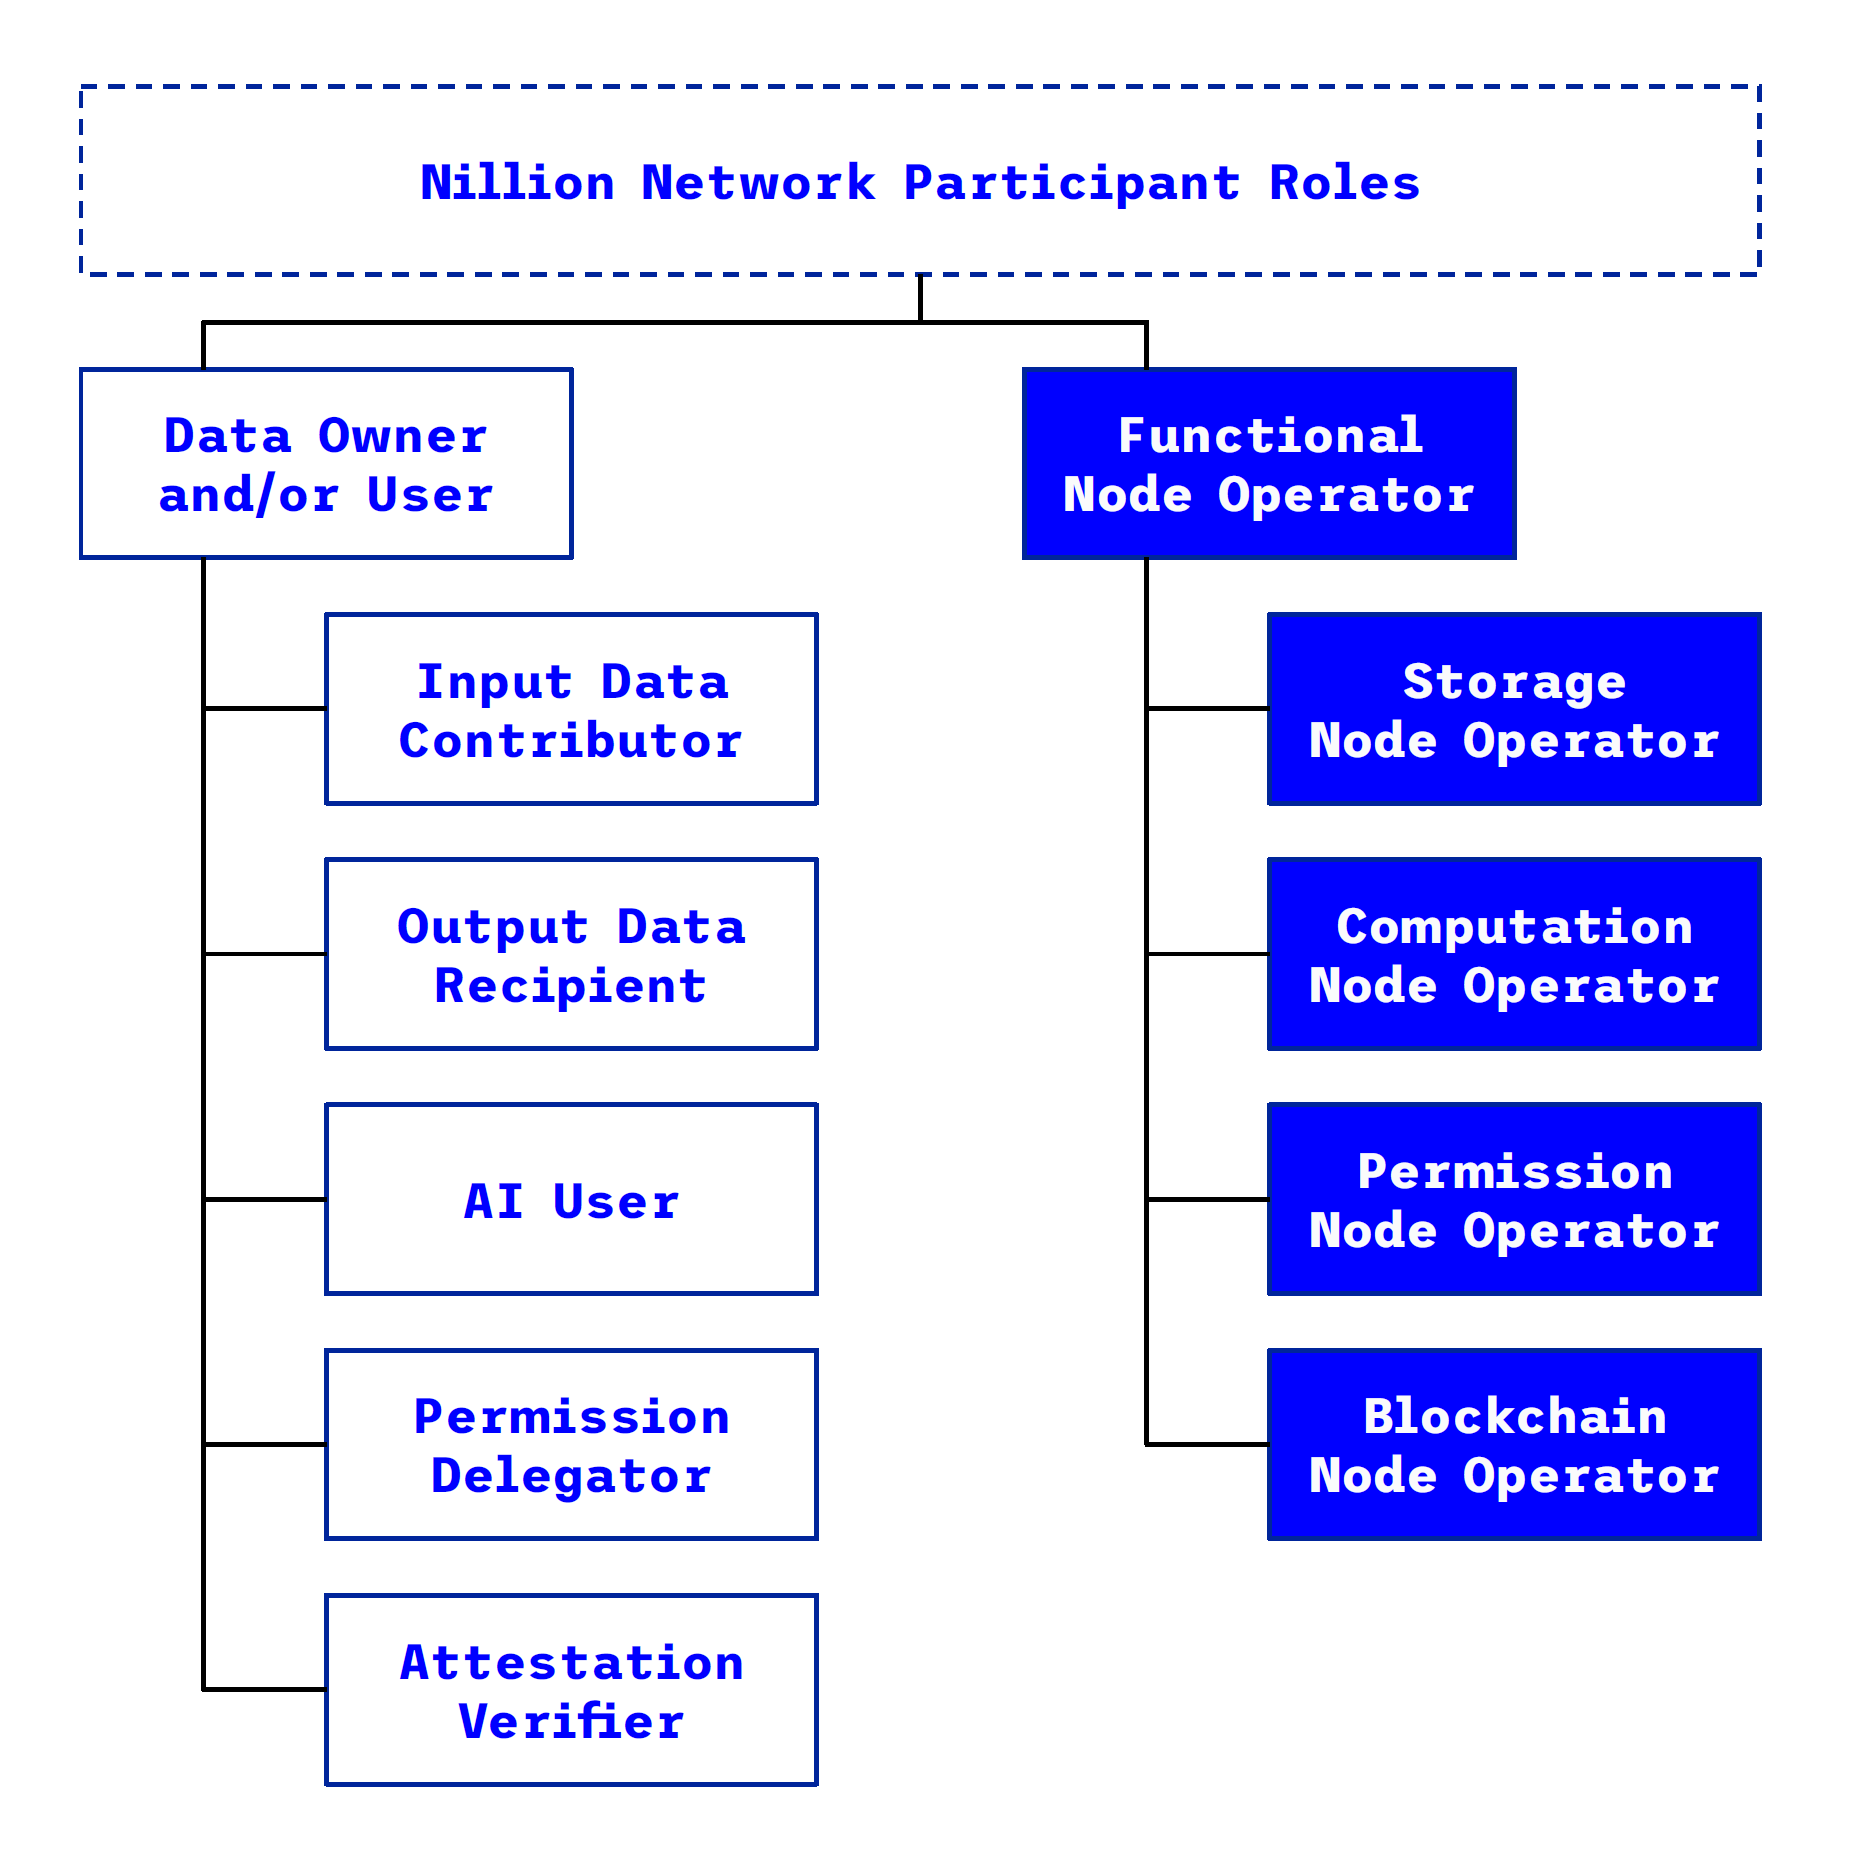 Nillion Network Participant Roles
Data Owner
and/or User
Input Data
Contributor
Output Data
Recipient
AI User
Permission
Delegator
Attestation
Verifier
Functional
Node Operator
Storage
Node Operator
Computation
Node Operator
Permission
Node Operator
Blockchain
Node Operator